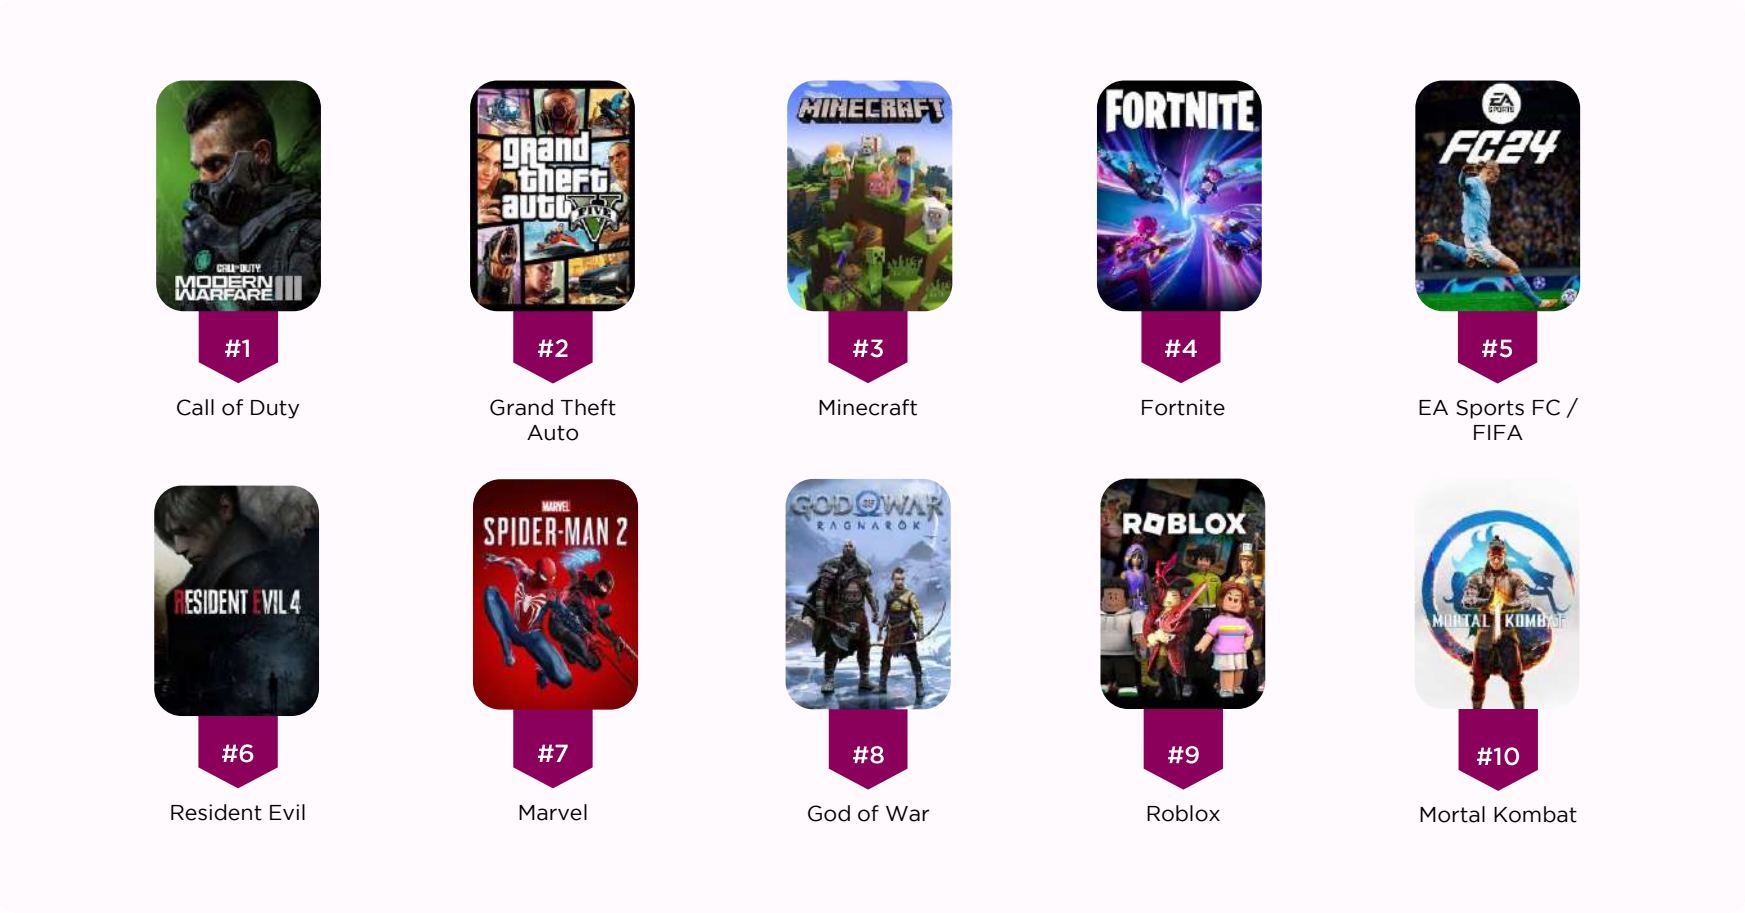 CALL OF DUTY
MODERN
WARFARE III
#1
Call of Duty
grand
theft
auto
FIVE
V
#2
Grand Theft
Auto
MINECRAFT
#3
Minecraft
FORTNITE
#4
Fortnite
EA
SPORTS
FC24
#5
EA Sports FC /
FIFA
RESIDENT EVIL 4
#6
Resident Evil
MARVEL
SPIDER-MAN 2
#7
Marvel
GOD OF WAR
RAGNARÖK
#8
God of War
ROBLOX
#9
Roblox
MORTAL KOMBAT
#10
Mortal Kombat